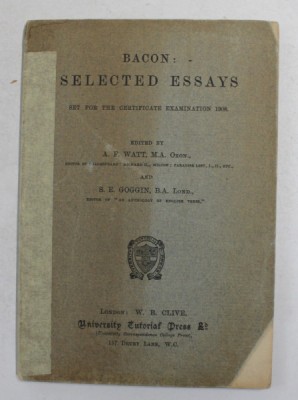 BACON:
SELECTED ESSAYS
SET FOR THE CERTIFICATE EXAMINATION
EDITED BY
A. F. WATT, M.A. OXON.,
AND
S. E. GOGGIN, B.A. LOND.,
LONDON: W. B. CLIVE.
University Tutorial Press Ld
157 DRURY LANE, W.C.